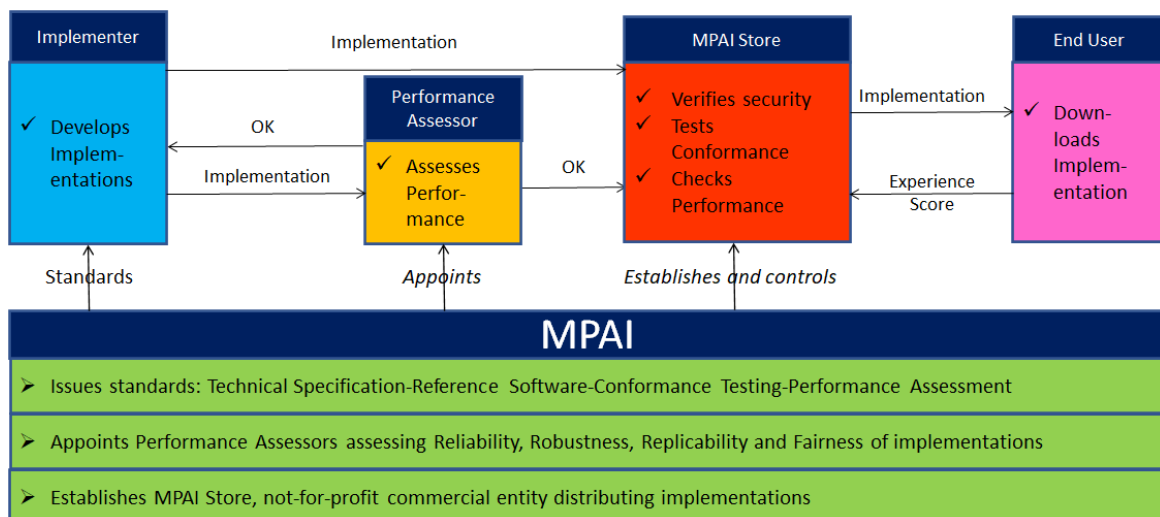 Implementer
Implementation
MPAI Store
End User
Performance
Assessor
✓ Develops
Implem-
entations
OK
Implementation
✓ Assesses
Perfor-
mance
OK
✓ Verifies security
✓ Tests
Conformance
✓ Checks
Performance
Implementation
Experience
Score
✓ Down-
loads
Implem-
entation
Standards
Appoints
Establishes and controls
MPAI
➢ Issues standards: Technical Specification-Reference Software-Conformance Testing-Performance Assessment
➢ Appoints Performance Assessors assessing Reliability, Robustness, Replicability and Fairness of implementations
➢ Establishes MPAI Store, not-for-profit commercial entity distributing implementations